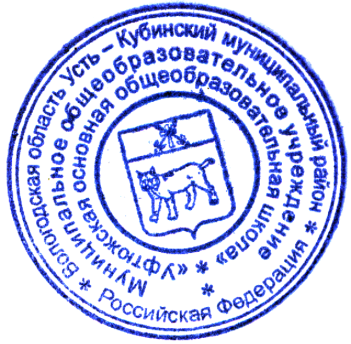 Вологодская область Усть – Кубинский муниципальный район * Российская Федерация *
Муниципальное общеобразовательное учреждение *
«Уфтюжская основная общеобразовательная школа» *